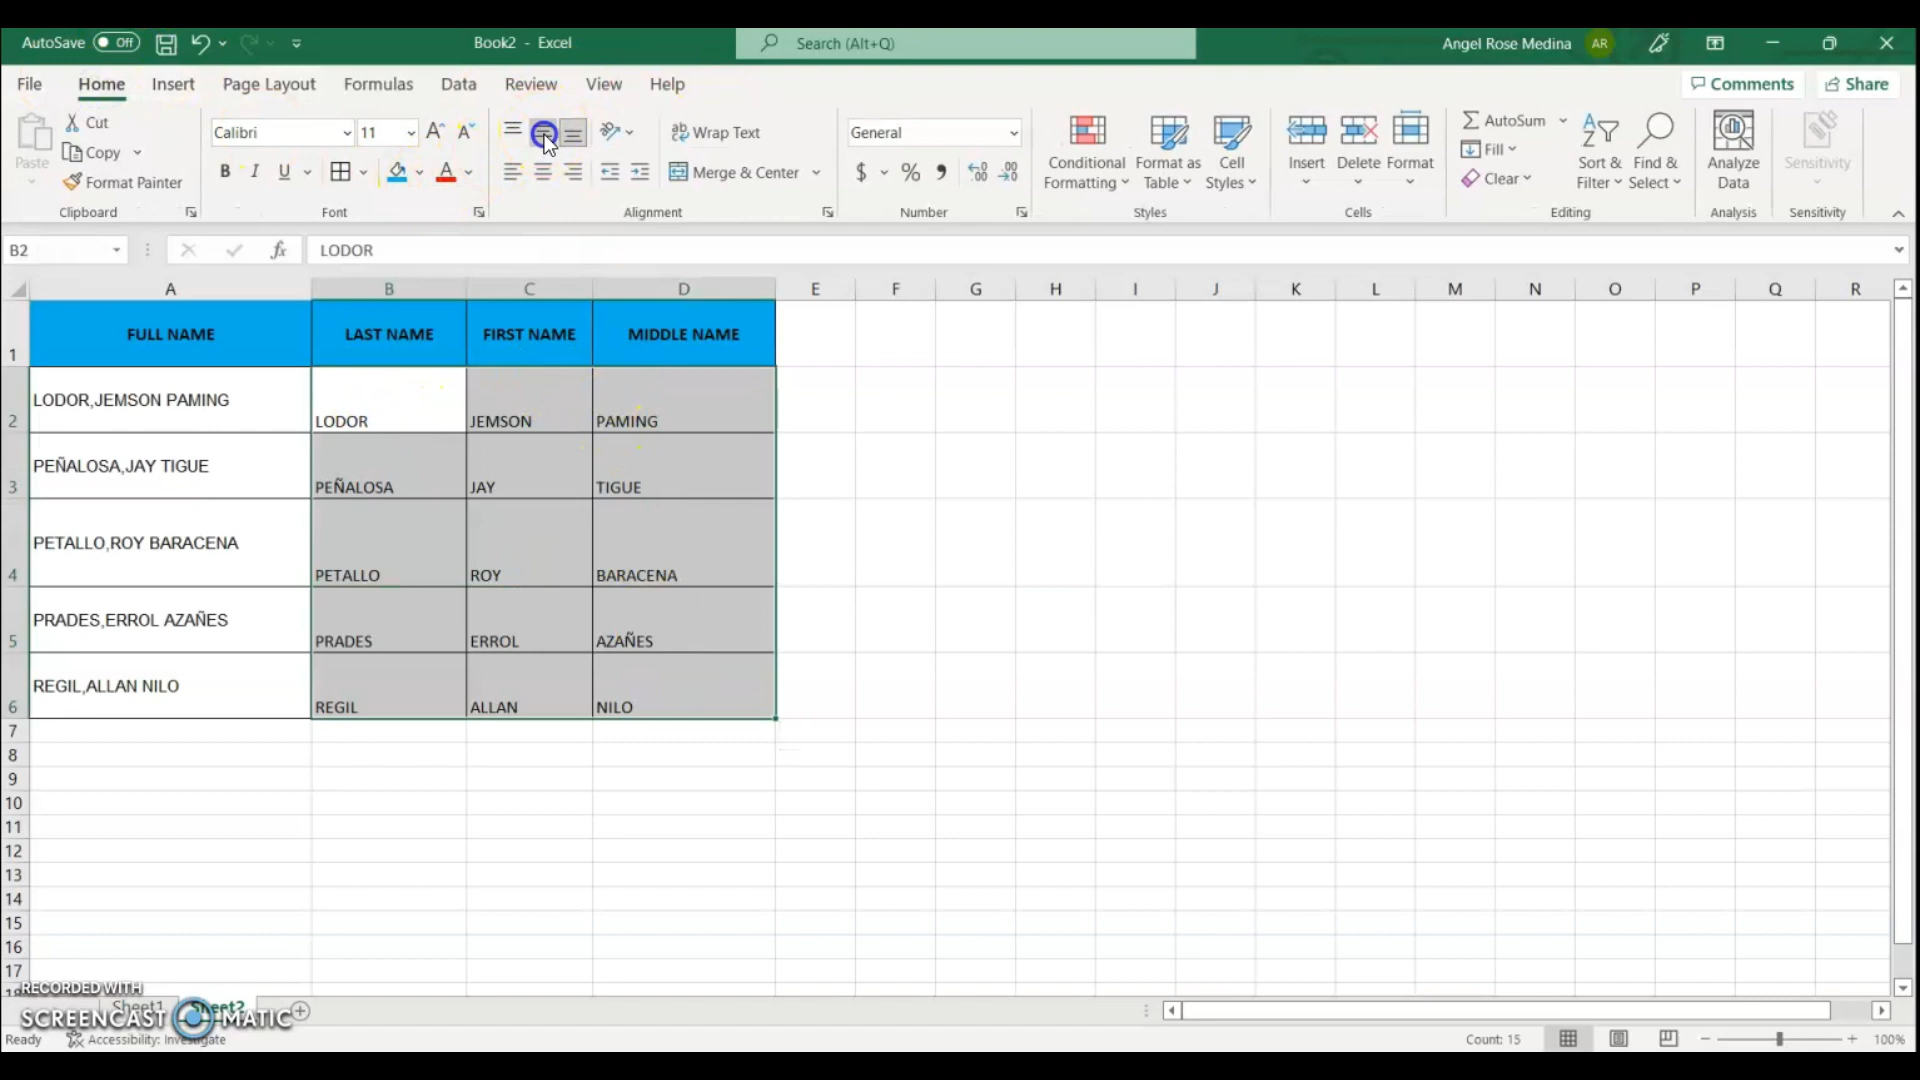 AutoSave Off Book2 - Excel Search (Alt+Q) Angel Rose Medina AR
File Home Insert Page Layout Formulas Data Review View Help Comments Share
Paste Cut Copy Format Painter
Clipboard
Calibri 11 A A
B I U A
Font
ab Wrap Text
Merge & Center
Alignment
General
$ % 9 .00
Number
Conditional Formatting
Format as Table
Cell Styles
Styles
Insert Delete Format
Cells
AutoSum
Fill
Clear
Sort & Filter
Find & Select
Editing
Analyze Data
Analysis
Sensitivity
Sensitivity
B2 fx LODOR
A B C D E F G H I J K L M N O P Q R
1 FULL NAME LAST NAME FIRST NAME MIDDLE NAME
2 LODOR,JEMSON PAMING LODOR JEMSON PAMING
3 PEÑALOSA,JAY TIGUE PEÑALOSA JAY TIGUE
4 PETALLO,ROY BARACENA PETALLO ROY BARACENA
5 PRADES,ERROL AZAÑES PRADES ERROL AZAÑES
6 REGIL,ALLAN NILO REGIL ALLAN NILO
7
8
9
10
11
12
13
14
15
16
17
RECORDED WITH
Sheet1 Sheet2
SCREENCAST MATIC
Ready Accessibility: Investigate Count: 15 100%